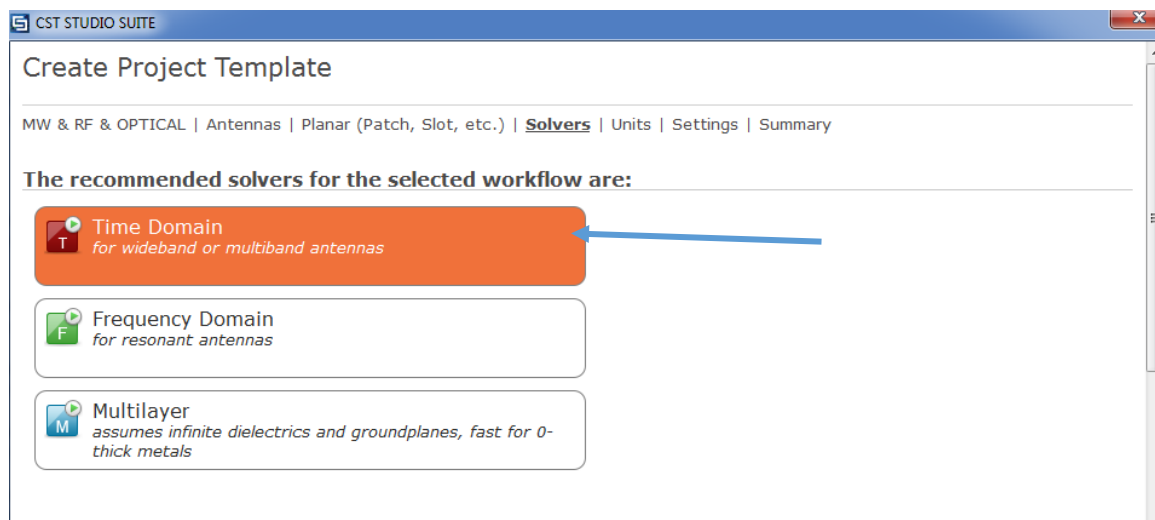 CST STUDIO SUITE
Create Project Template
MW & RF & OPTICAL | Antennas | Planar (Patch, Slot, etc.) | Solvers | Units | Settings | Summary
The recommended solvers for the selected workflow are:
T
Time Domain
for wideband or multiband antennas
F
Frequency Domain
for resonant antennas
M
Multilayer
assumes infinite dielectrics and groundplanes, fast for 0-
thick metals